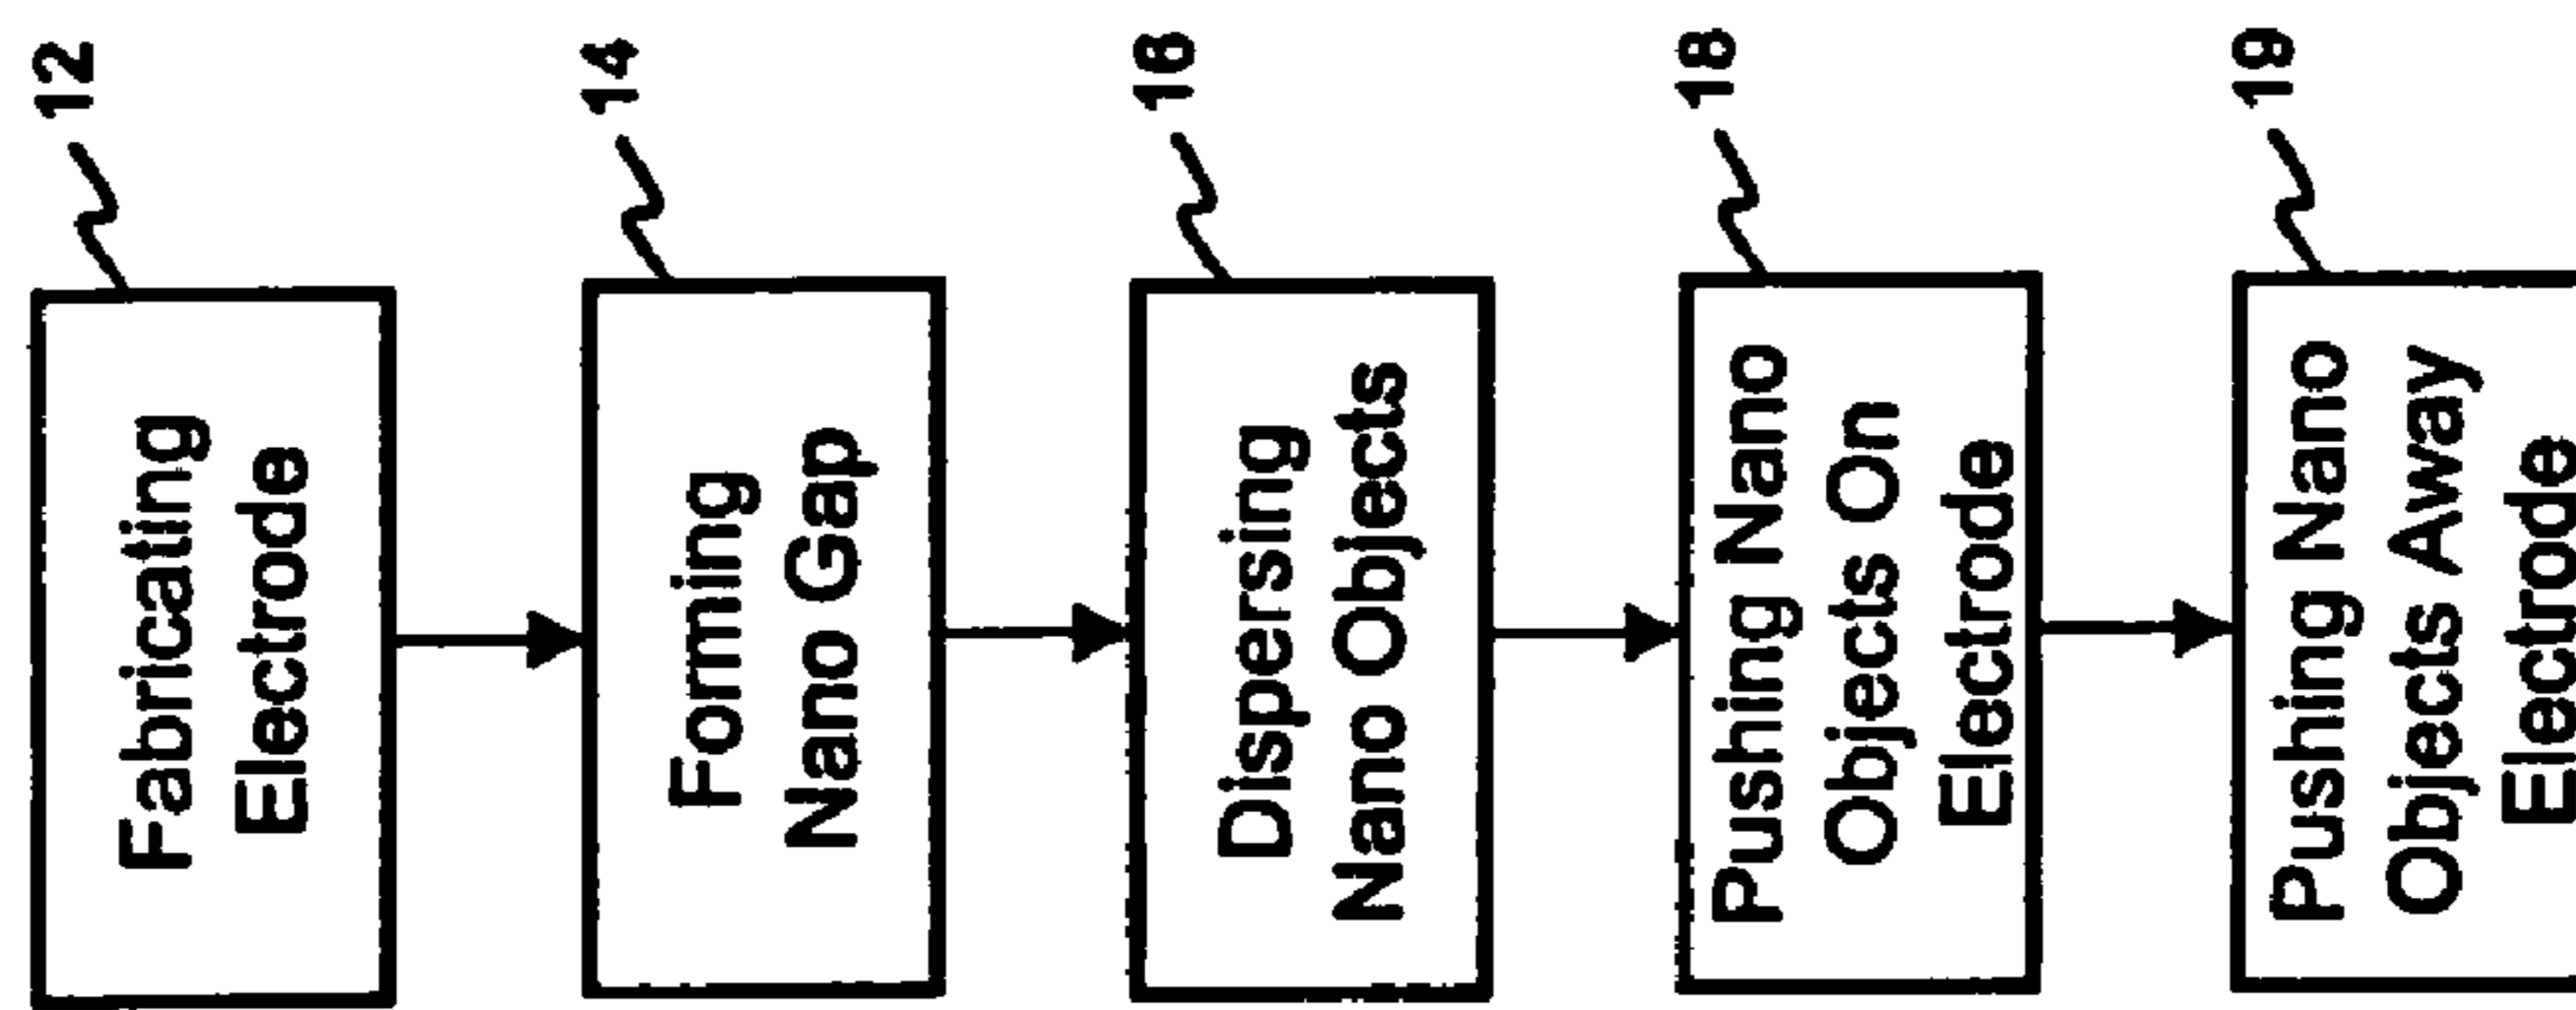 12
Fabricating
Electrode
14
Forming
Nano Gap
16
Dispersing
Nano Objects
18
Pushing Nano
Objects On
Electrode
19
Pushing Nano
Objects Away
Electrode